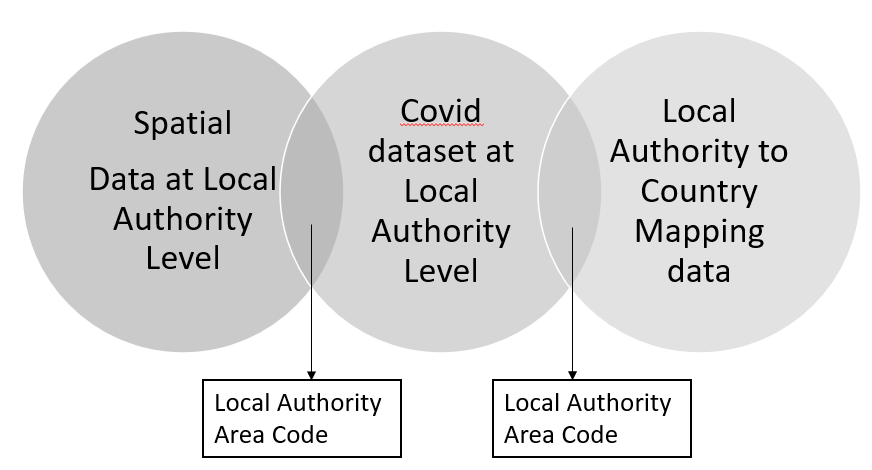 Spatial
Data at Local
Authority
Level
Covid
dataset at
Local
Authority
Level
Local
Authority to
Country
Mapping
data
Local Authority
Area Code
Local Authority
Area Code